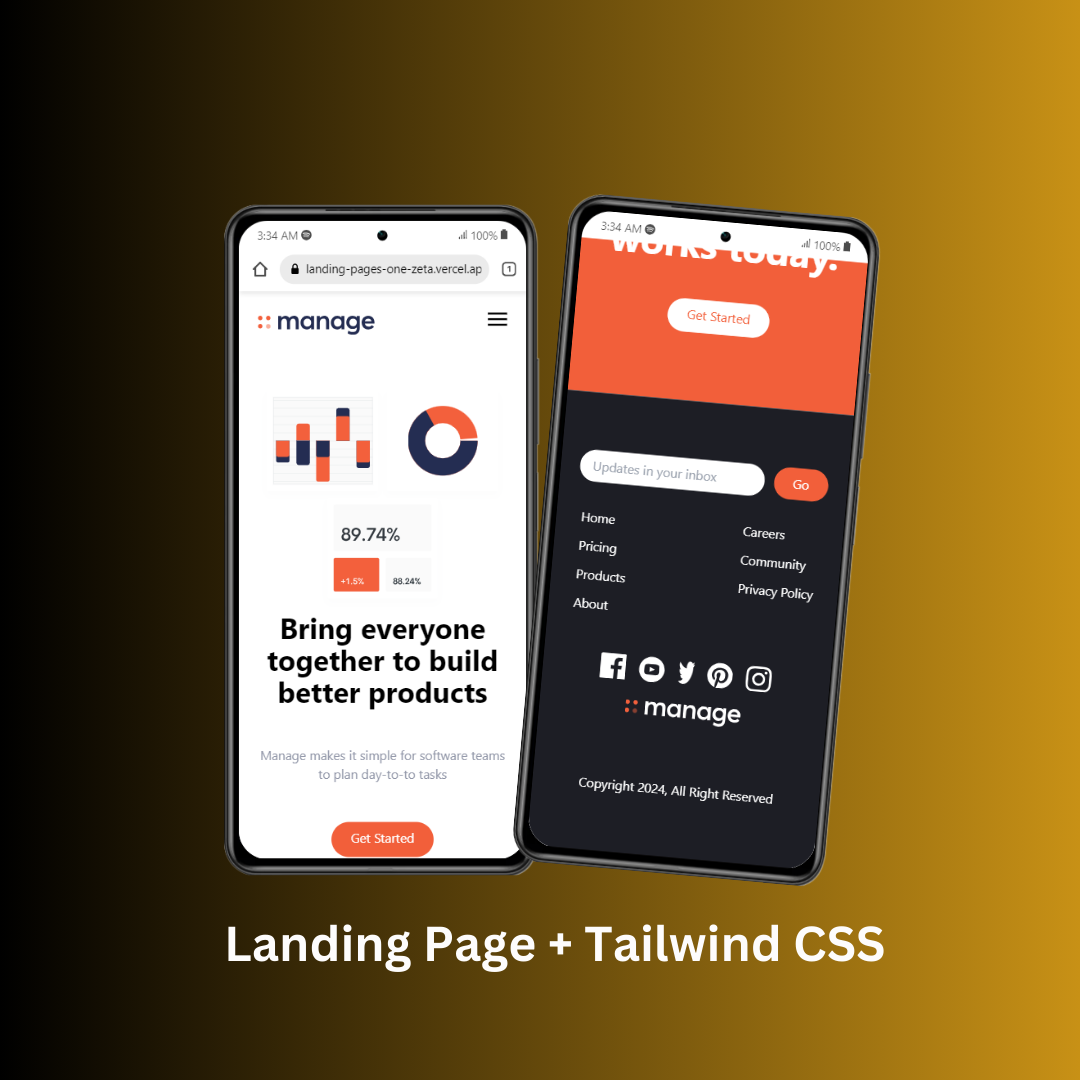 3:34 AM
100%
landing-pages-one-zeta.vercel.ap
1
manage
89.74%
+1.5%
88.24%
Bring everyone
together to build
better products
Manage makes it simple for software teams
to plan day-to-to tasks
Get Started
3:34 AM
100%
works today.
Get Started
Updates in your inbox
Go
Home
Pricing
Products
About
Careers
Community
Privacy Policy
manage
Copyright 2024, All Right Reserved
Landing Page + Tailwind CSS